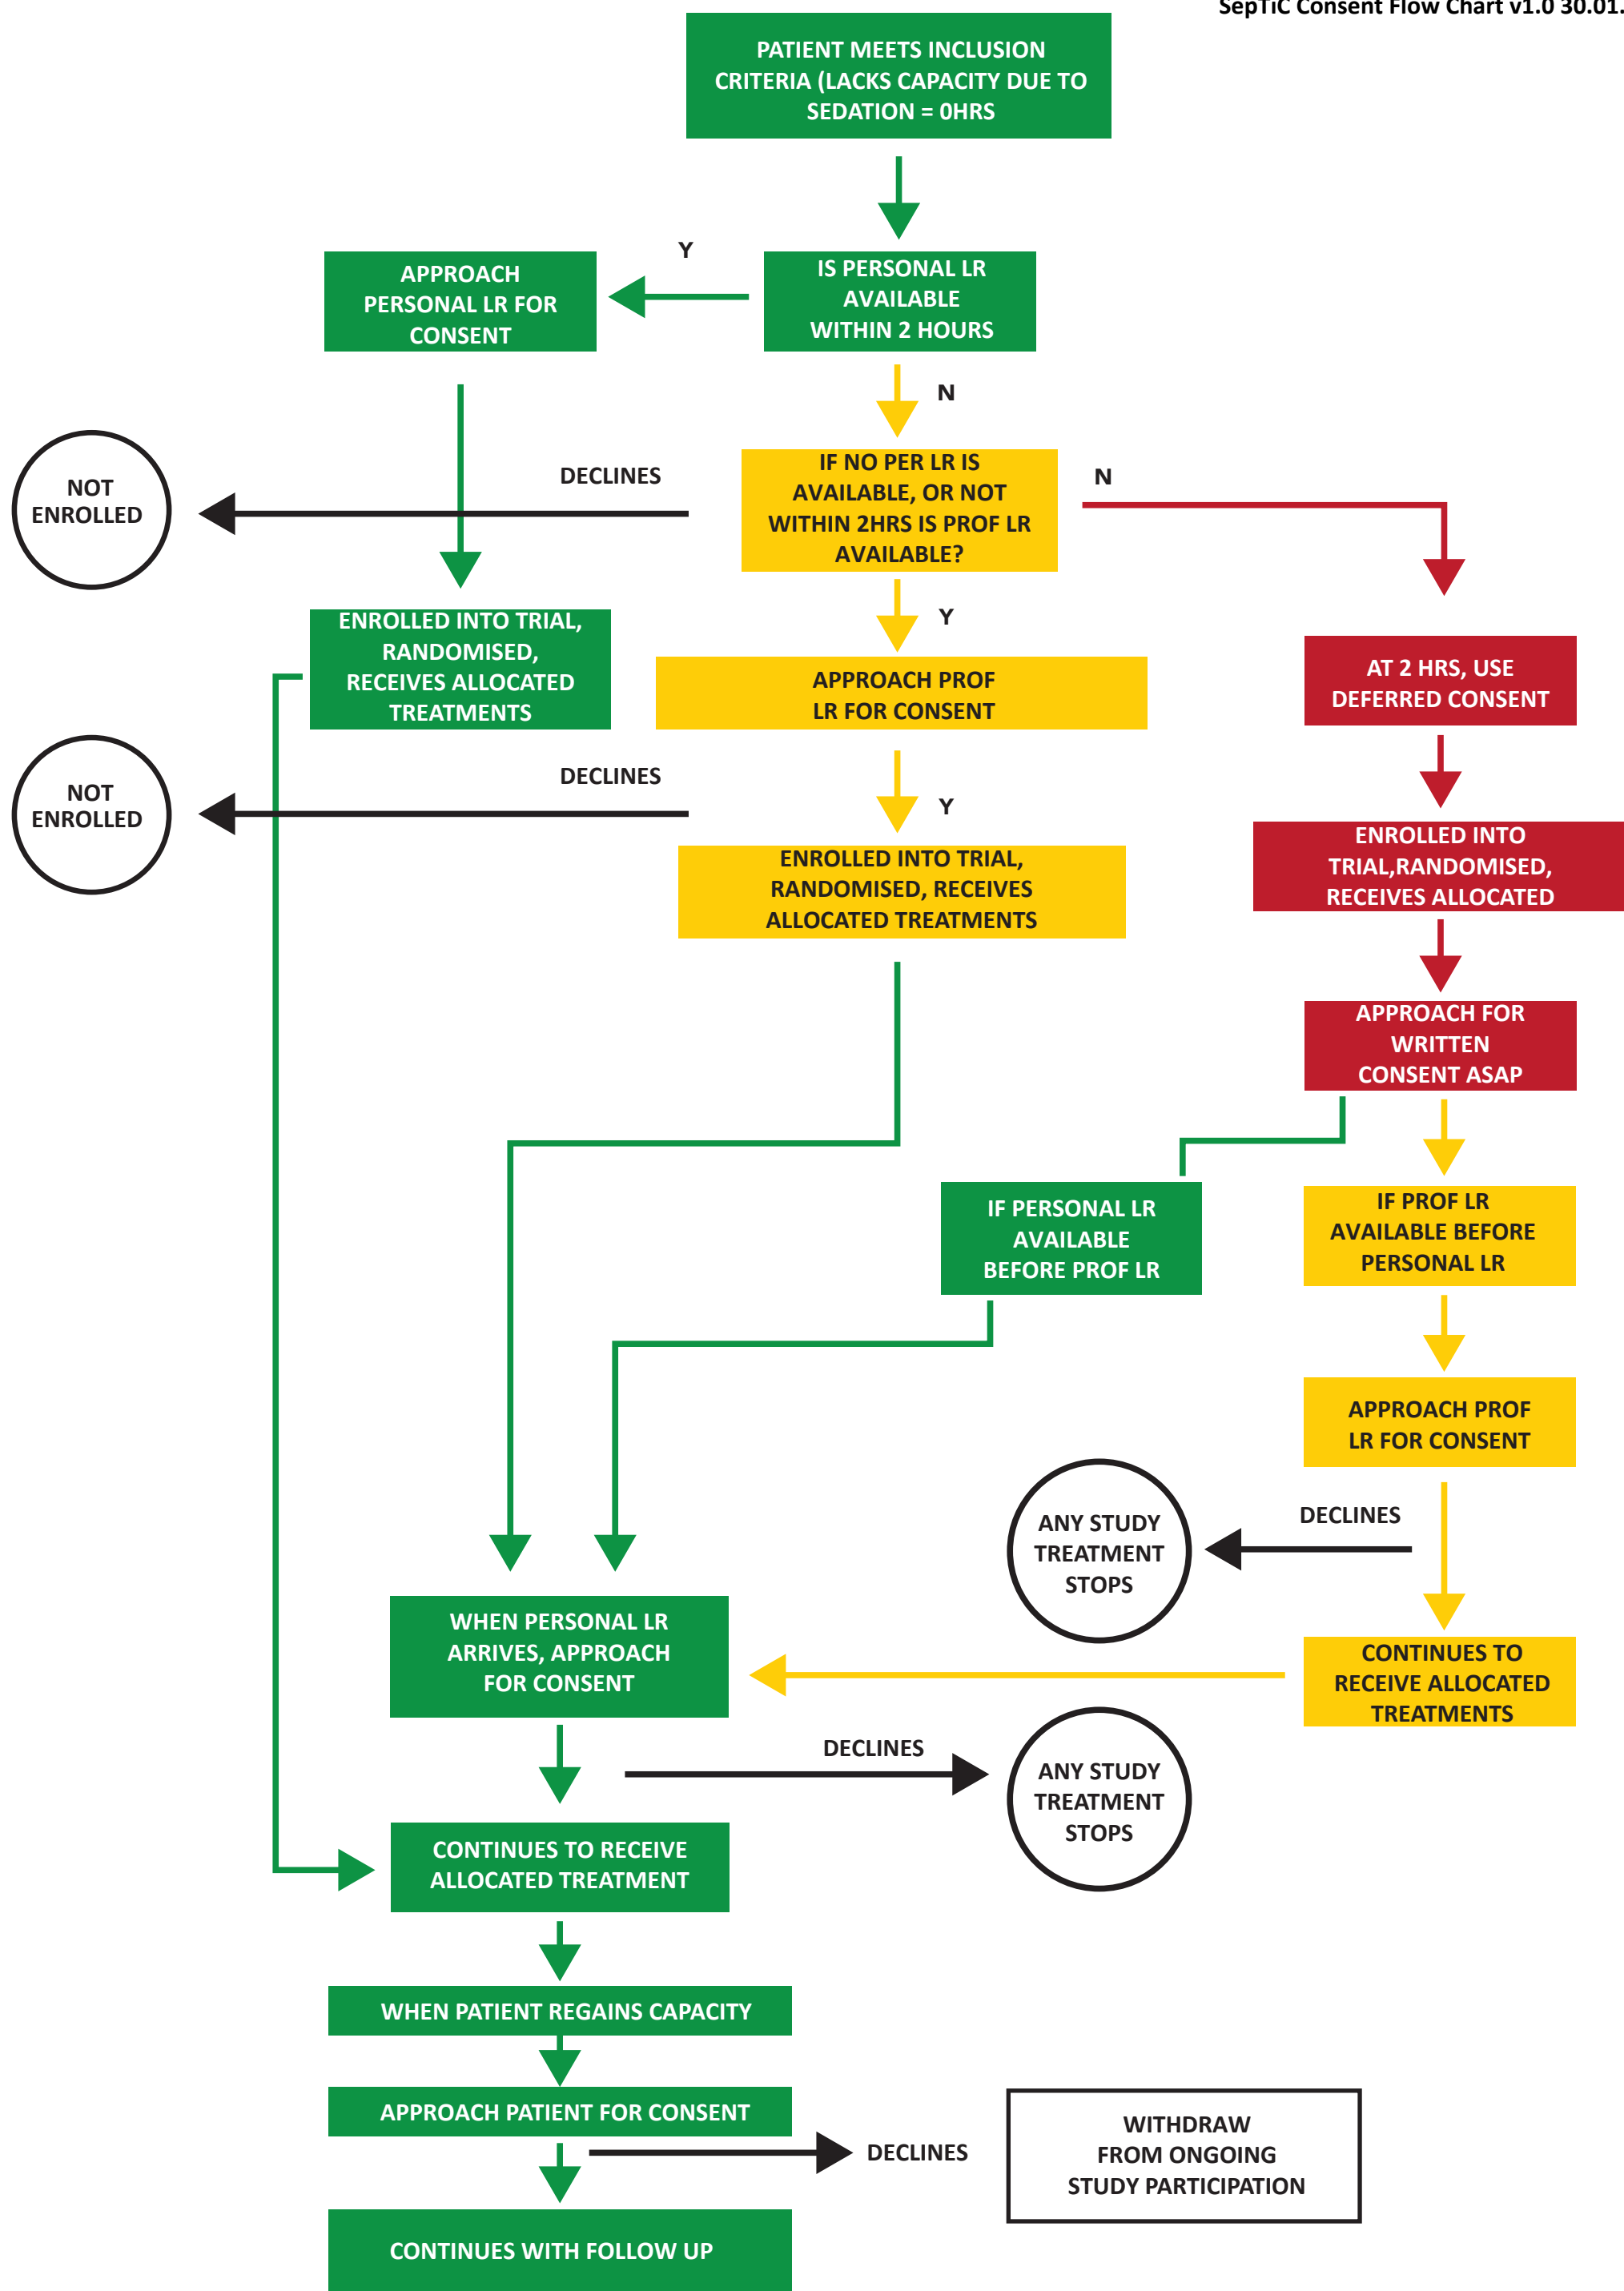 SepTiC Consent Flow Chart v1.0 30.01.
PATIENT MEETS INCLUSION
CRITERIA (LACKS CAPACITY DUE TO
SEDATION = 0HRS
Y
APPROACH
PERSONAL LR FOR
CONSENT
IS PERSONAL LR
AVAILABLE
WITHIN 2 HOURS
N
NOT
ENROLLED
DECLINES
IF NO PER LR IS
AVAILABLE, OR NOT
WITHIN 2HRS IS PROF LR
AVAILABLE?
N
Y
ENROLLED INTO TRIAL,
RANDOMISED,
RECEIVES ALLOCATED
TREATMENTS
APPROACH PROF
LR FOR CONSENT
AT 2 HRS, USE
DEFERRED CONSENT
NOT
ENROLLED
DECLINES
Y
ENROLLED INTO TRIAL,
RANDOMISED, RECEIVES
ALLOCATED TREATMENTS
ENROLLED INTO
TRIAL,RANDOMISED,
RECEIVES ALLOCATED
APPROACH FOR
WRITTEN
CONSENT ASAP
IF PERSONAL LR
AVAILABLE
BEFORE PROF LR
IF PROF LR
AVAILABLE BEFORE
PERSONAL LR
APPROACH PROF
LR FOR CONSENT
ANY STUDY
TREATMENT
STOPS
DECLINES
WHEN PERSONAL LR
ARRIVES, APPROACH
FOR CONSENT
CONTINUES TO
RECEIVE ALLOCATED
TREATMENTS
DECLINES
ANY STUDY
TREATMENT
STOPS
CONTINUES TO RECEIVE
ALLOCATED TREATMENT
WHEN PATIENT REGAINS CAPACITY
APPROACH PATIENT FOR CONSENT
DECLINES
WITHDRAW
FROM ONGOING
STUDY PARTICIPATION
CONTINUES WITH FOLLOW UP